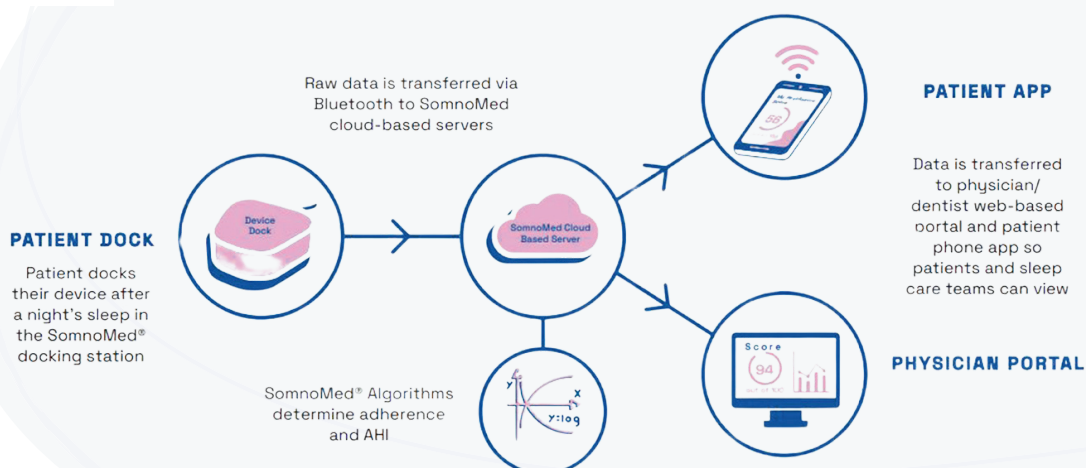 Raw data is transferred via
Bluetooth to SomnoMed
cloud-based servers
PATIENT APP
56
Data is transferred
to physician/
dentist web-based
portal and patient
phone app so
patients and sleep
care teams can view
Device
Dock
SomnoMed Cloud
Based Server
PATIENT DOCK
Patient docks
their device after
a night's sleep in
the SomnoMed®
docking station
SomnoMed® Algorithms
determine adherence
and AHI
y
x
y=log
Score
94
PHYSICIAN PORTAL